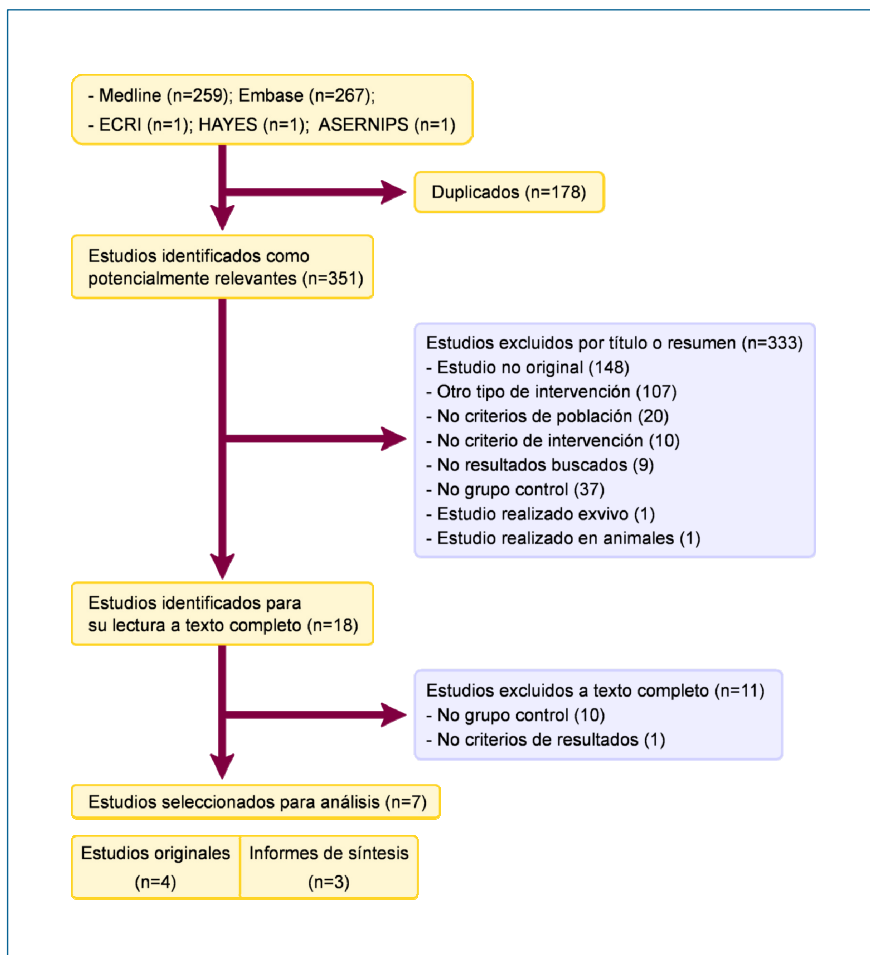 - Medline (n=259); Embase (n=267);
- ECRI (n=1); HAYES (n=1); ASERNIPS (n=1)
Duplicados (n=178)
Estudios identificados como
potencialmente relevantes (n=351)
Estudios excluidos por título o resumen (n=333)
- Estudio no original (148)
- Otro tipo de intervención (107)
- No criterios de población (20)
- No criterio de intervención (10)
- No resultados buscados (9)
- No grupo control (37)
- Estudio realizado exvivo (1)
- Estudio realizado en animales (1)
Estudios identificados para
su lectura a texto completo (n=18)
Estudios excluidos a texto completo (n=11)
- No grupo control (10)
- No criterios de resultados (1)
Estudios seleccionados para análisis (n=7)
Estudios originales
(n=4)
Informes de síntesis
(n=3)